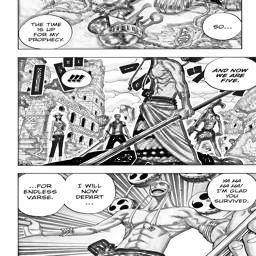 THE TIME
IS UP
FOR MY
PROPHECY.
SO...
!!!
AND NOW
WE ARE
FIVE.
...FOR
ENDLESS
VARSE.
I WILL
NOW
DEPART
...
YA HA
HA HA!
I'M GLAD
YOU
SURVIVED.